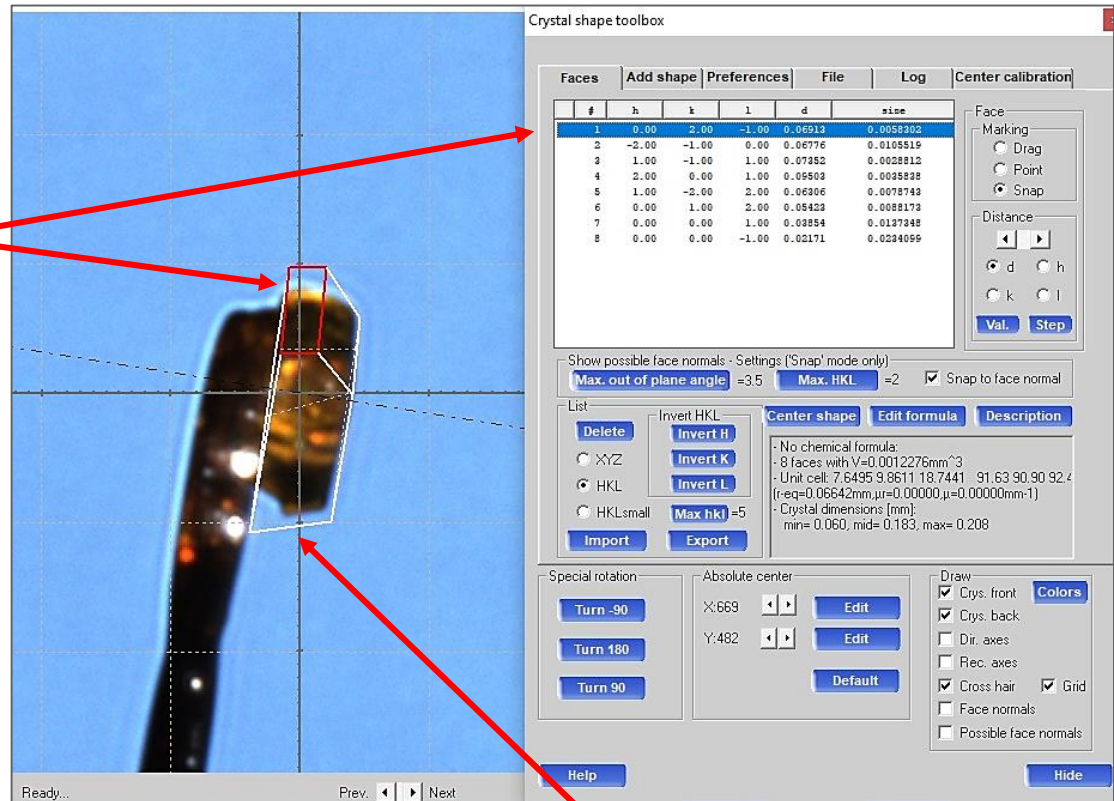 Crystal shape toolbox
Faces Add shape Preferences File Log Center calibration
# h k l d size
1 0.00 2.00 -1.00 0.06913 0.0058302
2 -2.00 -1.00 0.00 0.06776 0.0105519
3 1.00 -1.00 1.00 0.07352 0.0028812
4 2.00 0.00 1.00 0.09503 0.0035838
5 1.00 -2.00 2.00 0.06306 0.0078743
6 0.00 1.00 2.00 0.05423 0.0088173
7 0.00 0.00 1.00 0.03854 0.0137348
8 0.00 0.00 -1.00 0.02171 0.0234099
Face
Marking
Drag
Point
Snap
Distance
d h
k l
Val. Step
Show possible face normals - Settings ('Snap' mode only)
Max. out of plane angle =3.5 Max. HKL =2 Snap to face normal
List
Delete
XYZ
HKL
HKLsmall
Import Export
Invert HKL
Invert H
Invert K
Invert L
Max hkl =5
Center shape Edit formula Description
- No chemical formula:
- 8 faces with V=0.0012276mm^3
- Unit cell: 7.6495 9.8611 18.7441 91.63 90.90 92.4
(r-eq=0.06642mm,μr=0.00000,μ=0.00000mm-1)
- Crystal dimensions [mm]:
min= 0.060, mid= 0.183, max= 0.208
Special rotation
Turn -90
Turn 180
Turn 90
Absolute center
X:669 Edit
Y:482 Edit
Default
Draw
Crys. front Colors
Crys. back
Dir. axes
Rec. axes
Cross hair Grid
Face normals
Possible face normals
Help Hide
Ready... Prev. Next